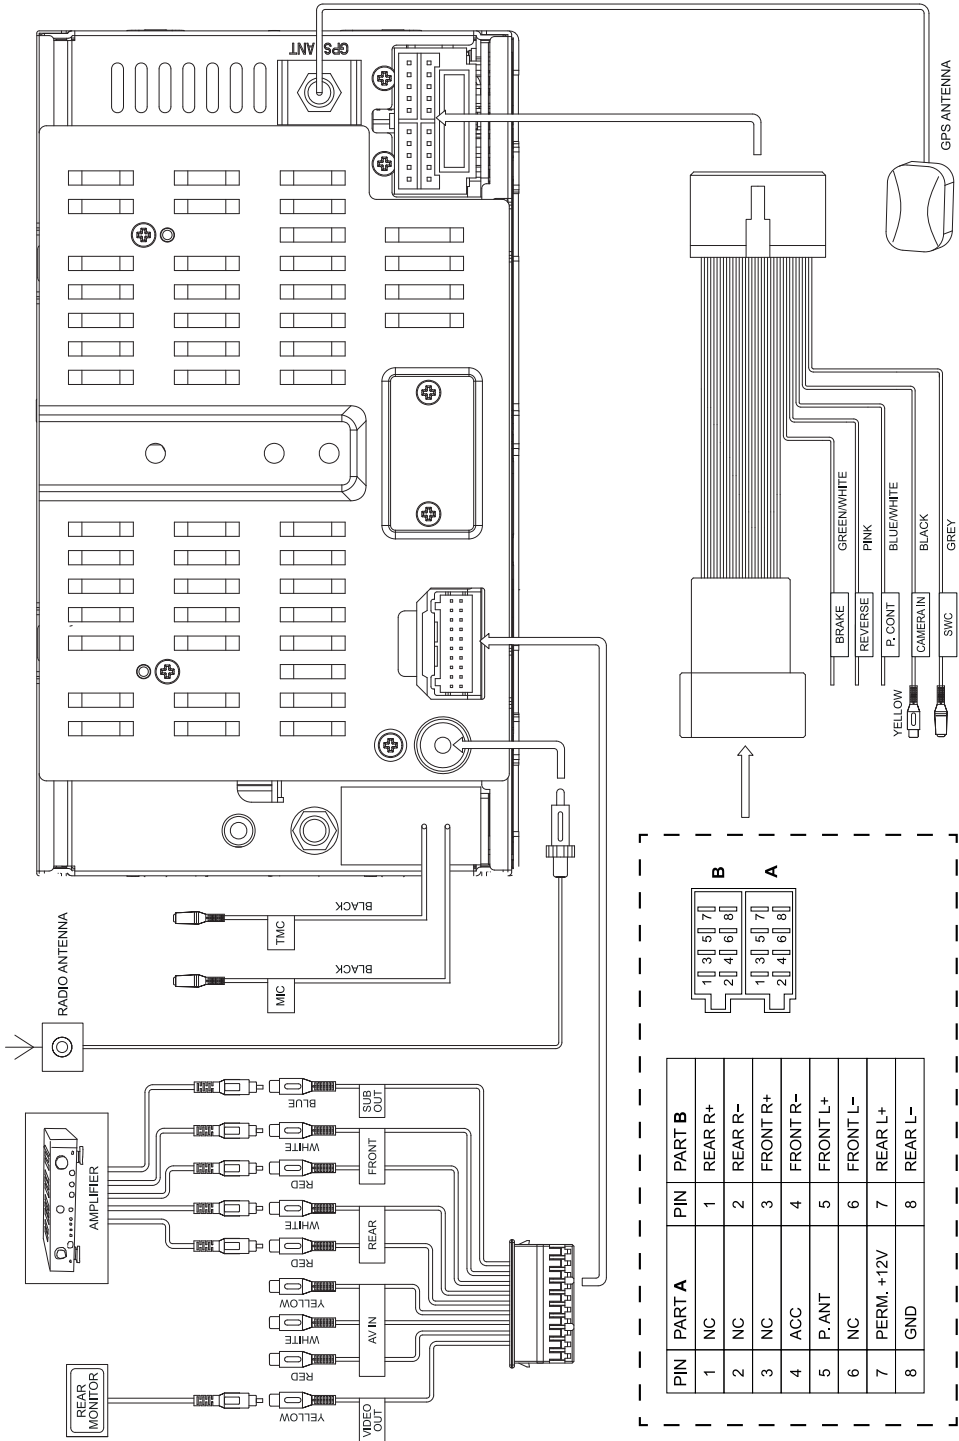 GPS ANT
GPS ANTENNA
BRAKE GREEN/WHITE
REVERSE PINK
P. CONT BLUE/WHITE
CAMERA IN BLACK
YELLOW
SWC GREY
RADIO ANTENNA
TMC BLACK
MIC BLACK
AMPLIFIER
REAR
MONITOR
BLUE
SUB
OUT
WHITE
RED
FRONT
WHITE
RED
REAR
YELLOW
WHITE
RED
AV IN
YELLOW
VIDEO
OUT
B
1 3 5 7
2 4 6 8
A
1 3 5 7
2 4 6 8
PIN PART A PIN PART B
1 NC 1 REAR R+
2 NC 2 REAR R-
3 NC 3 FRONT R+
4 ACC 4 FRONT R-
5 P. ANT 5 FRONT L+
6 NC 6 FRONT L-
7 PERM. +12V 7 REAR L+
8 GND 8 REAR L-